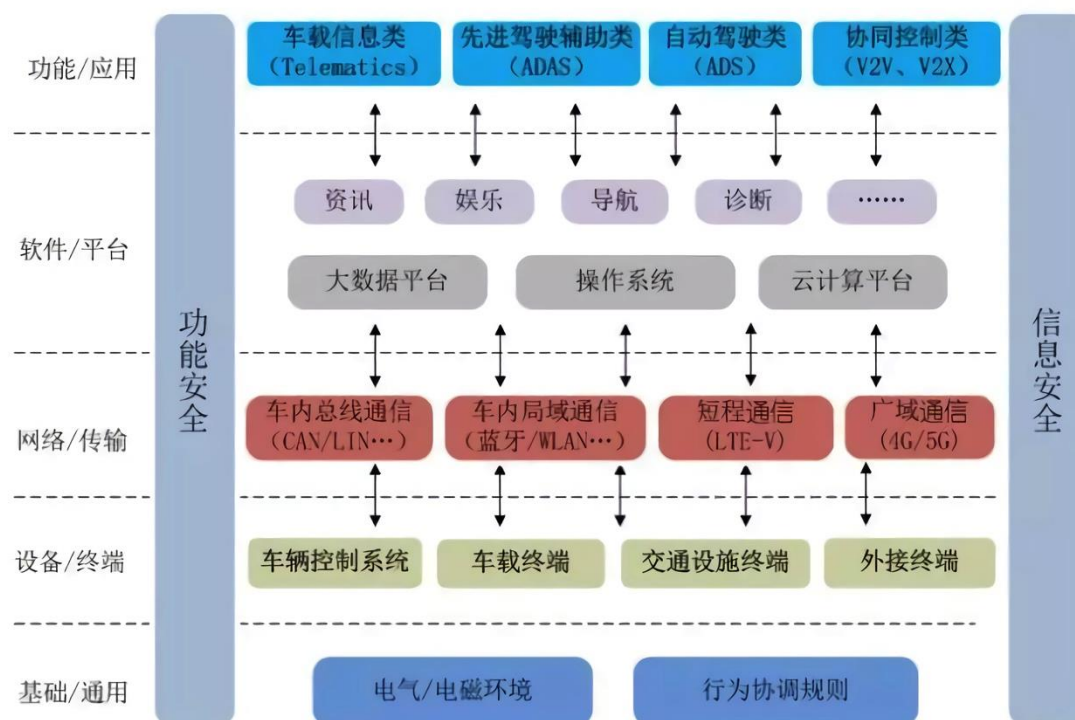 功能/应用
车载信息类
（Telematics）
先进驾驶辅助类
（ADAS）
自动驾驶类
（ADS）
协同控制类
（V2V、V2X）
软件/平台
资讯
娱乐
导航
诊断
……
大数据平台
操作系统
云计算平台
功能安全
信息安全
网络/传输
车内总线通信
（CAN/LIN…）
车内局域通信
（蓝牙/WLAN…）
短程通信
(LTE-V)
广域通信
(4G/5G)
设备/终端
车辆控制系统
车载终端
交通设施终端
外接终端
基础/通用
电气/电磁环境
行为协调规则